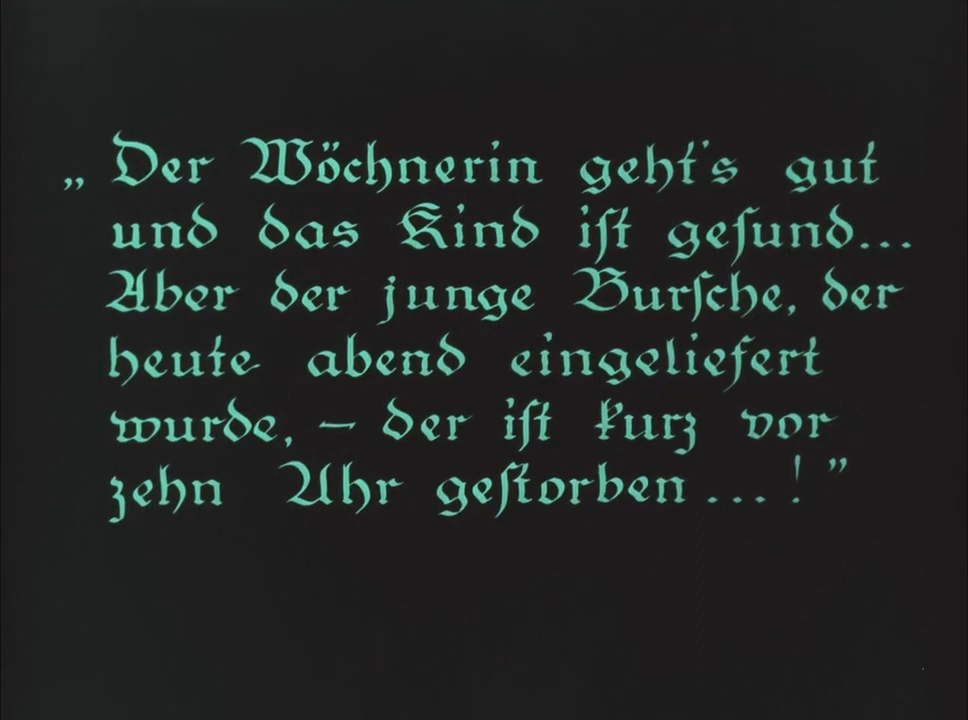 „Der Wöchnerin geht's gut
und das Kind ist gesund...
Aber der junge Bursche, der
heute abend eingeliefert
wurde, – der ist kurz vor
zehn Uhr gestorben ... !”